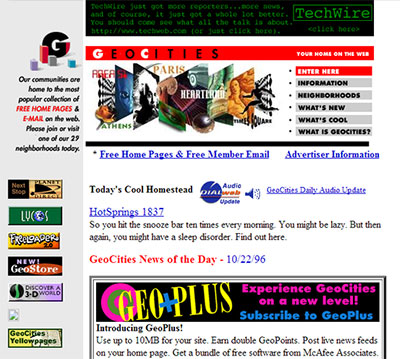 TechWire just got more reporters...more news,
and of course, it just got a whole lot better.
You should come see what all the talk is about.
http://www.techweb.com (or just click here).
TechWire
<click here>
G
Our communities are
home to the most
popular collection of
FREE HOME PAGES &
E-MAIL on the web.
Please join or visit
one of our 29
neighborhoods today.
GEOCITIES
YOUR HOME ON THE WEB
AREA51
PARIS
HEARTLAND
ATHENS
TIMES SQUARE
ENTER HERE
INFORMATION
NEIGHBORHOODS
WHAT'S NEW
WHAT'S COOL
WHAT IS GEOCITIES?
* Free Home Pages & Free Member Email
Advertiser Information
Next
Stop
PLANET
DIRECT
LYCOS
FREELOADER
2.0
NEW!
GeoStore
DISCOVER A
3-D WORLD
GeoCities
Yellowpages
Today's Cool Homestead
Audio
DIALWEB
Update
GeoCities Daily Audio Update
HotSprings 1837
So you hit the snooze bar ten times every morning. You might be lazy. But then
again, you might have a sleep disorder. Find out here.
GeoCities News of the Day - 10/22/96
GEO+PLUS
Experience GeoCities
on a new level!
Subscribe to GeoPlus
Introducing GeoPlus!
Use up to 10MB for your site. Earn double GeoPoints. Post live news feeds
on your home page. Get a bundle of free software from McAfee Associates,